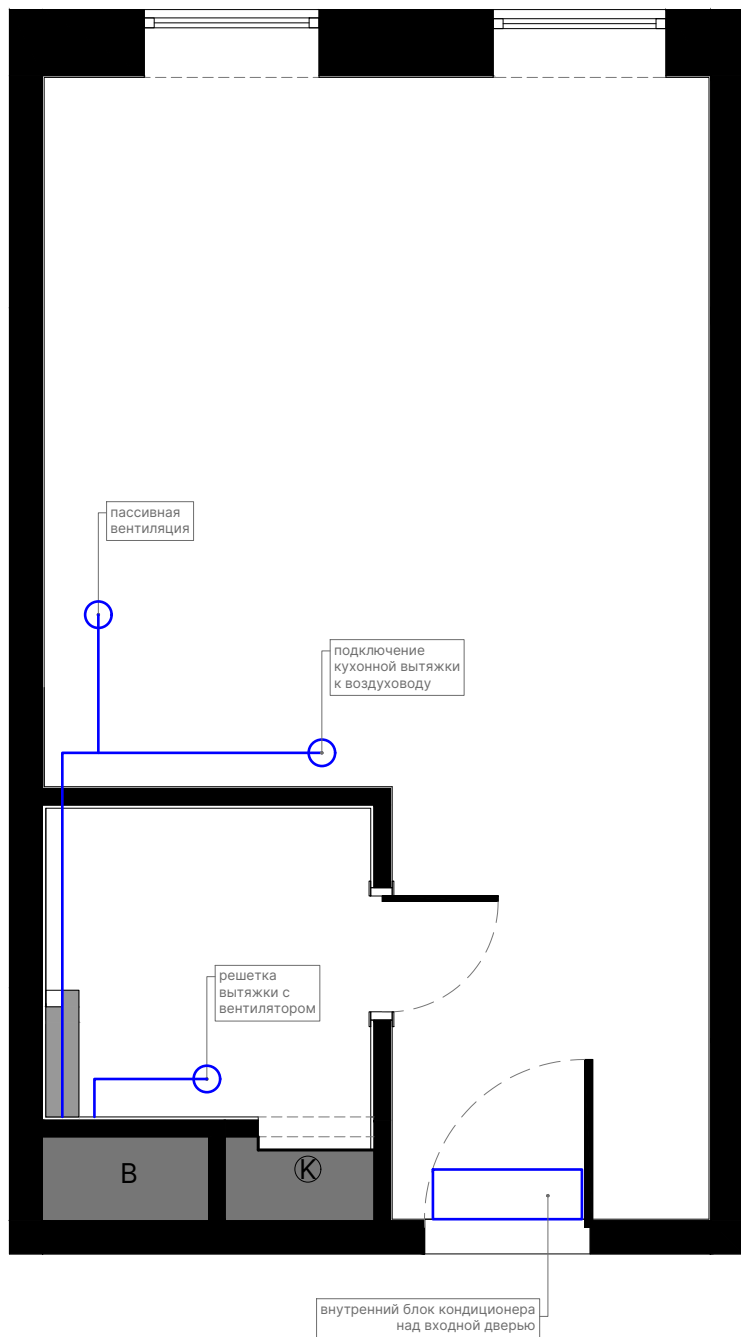 пассивная
вентиляция
подключение
кухонной вытяжки
к воздуховоду
решетка
вытяжки с
вентилятором
В
К
внутренний блок кондиционера
над входной дверью